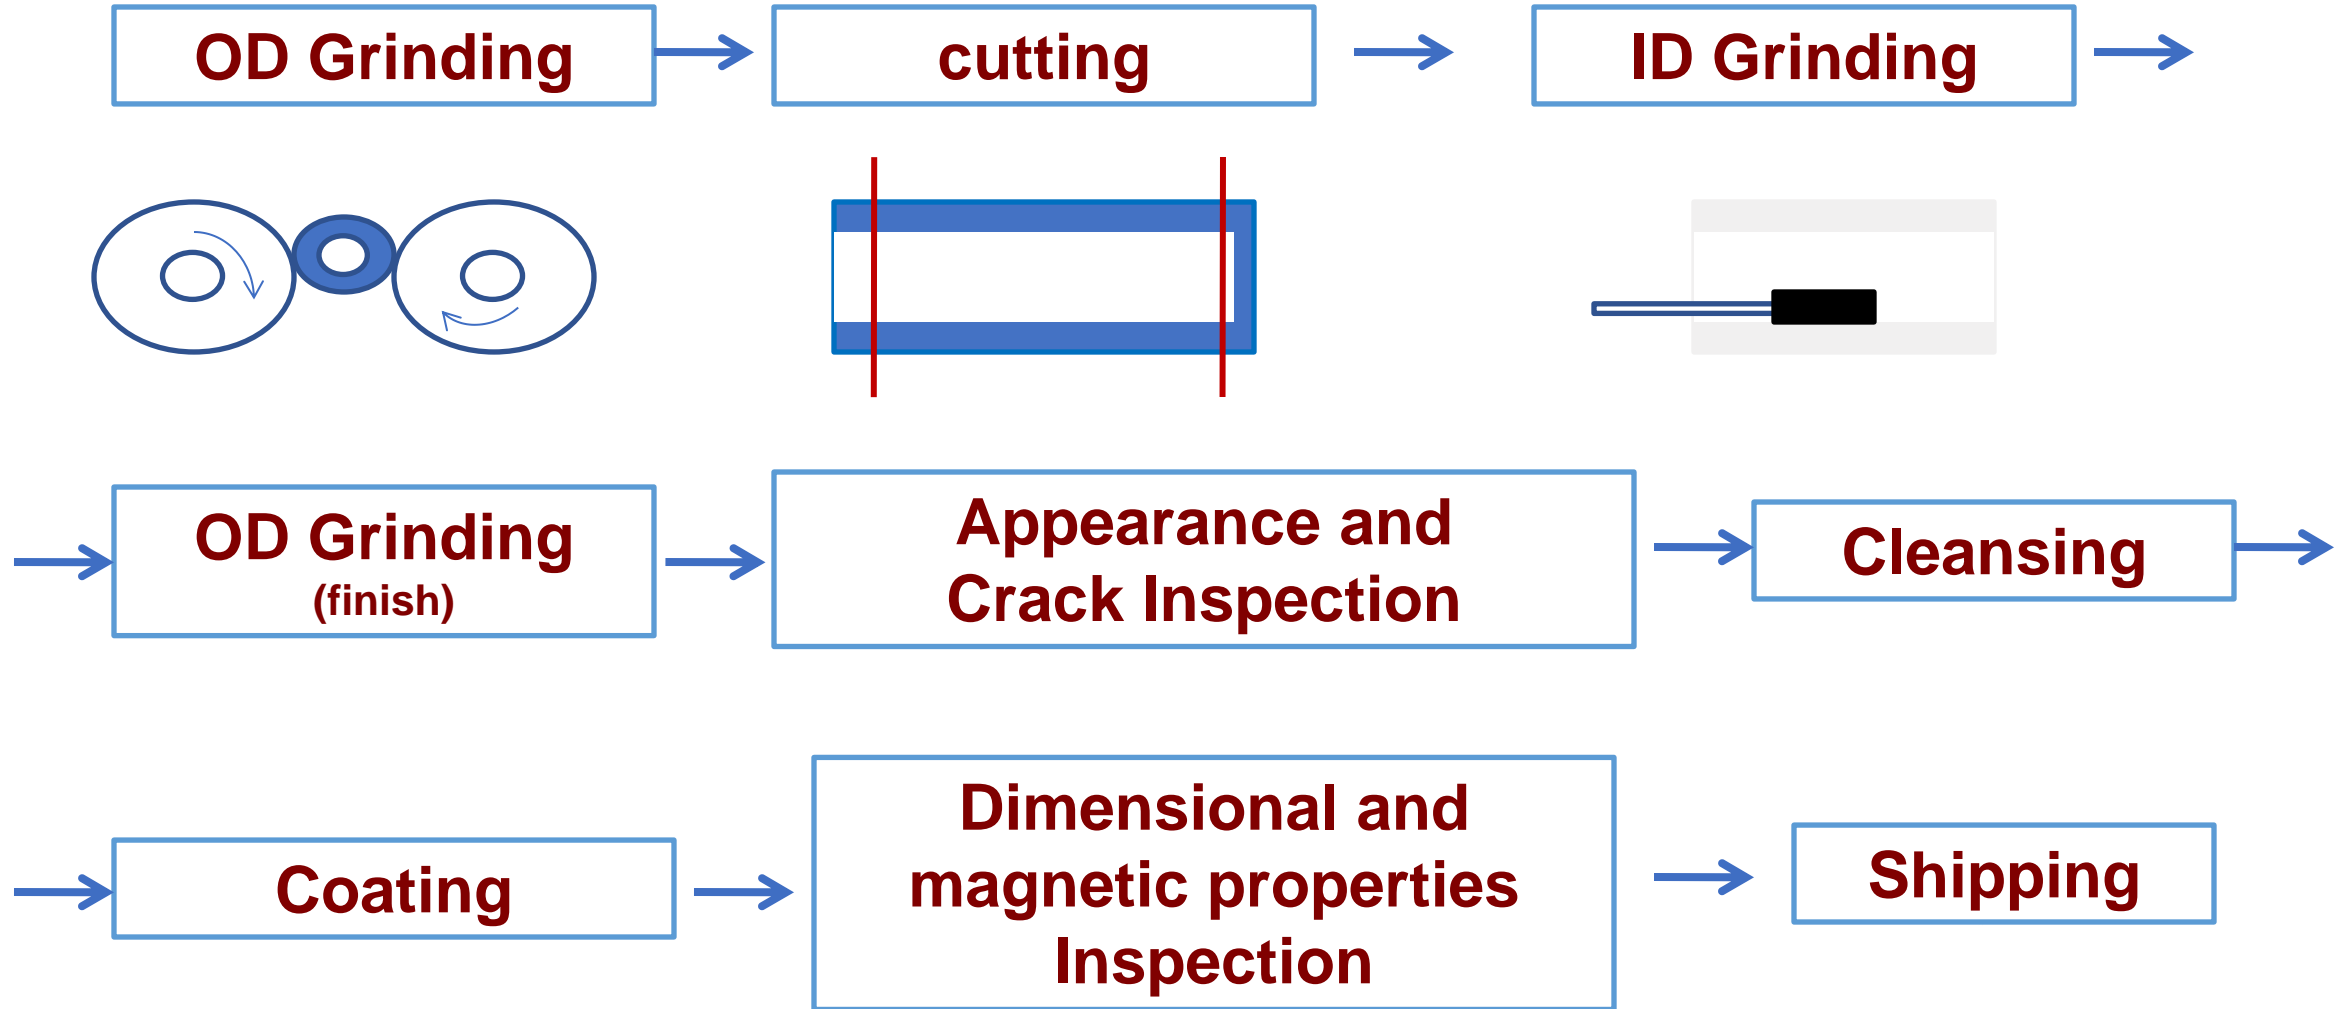 OD Grinding
cutting
ID Grinding
OD Grinding
(finish)
Appearance and
Crack Inspection
Cleansing
Coating
Dimensional and
magnetic properties
Inspection
Shipping